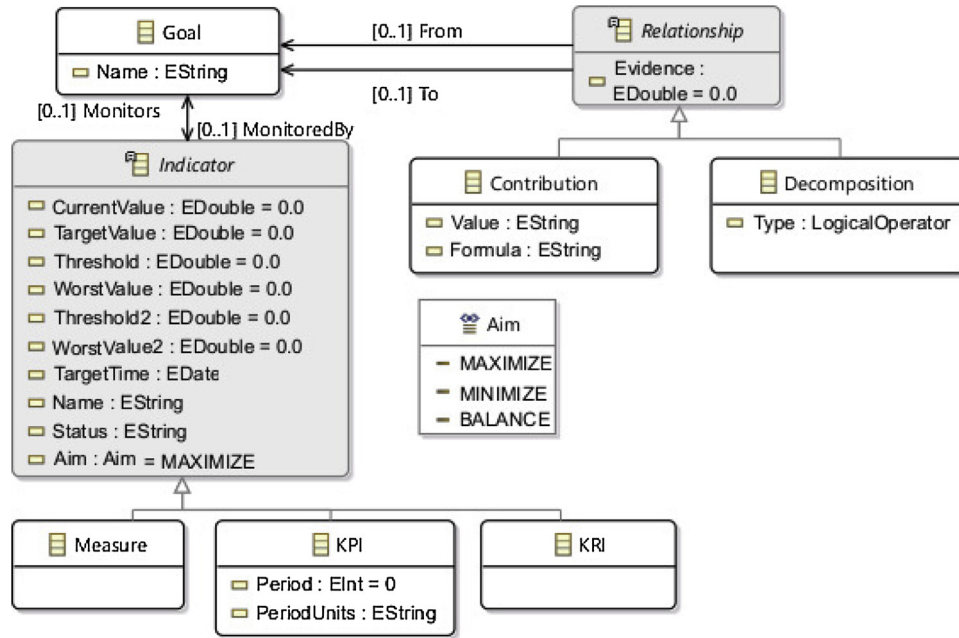 Goal
Name : EString
[0..1] From
[0..1] To
Relationship
Evidence :
EDouble = 0.0
[0..1] Monitors
[0..1] MonitoredBy
Indicator
CurrentValue : EDouble = 0.0
TargetValue : EDouble = 0.0
Threshold : EDouble = 0.0
WorstValue : EDouble = 0.0
Threshold2 : EDouble = 0.0
WorstValue2 : EDouble = 0.0
TargetTime : EDate
Name : EString
Status : EString
Aim : Aim = MAXIMIZE
Contribution
Value : EString
Formula : EString
Decomposition
Type : LogicalOperator
Aim
MAXIMIZE
MINIMIZE
BALANCE
Measure
KPI
Period : EInt = 0
PeriodUnits : EString
KRI